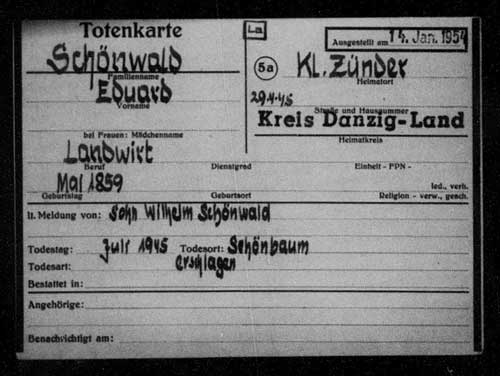 Totenkarte
La
Ausgestellt am 14. Jan. 1954
Schönwald
Familienname
5a
Kl. Zünder
Heimatort
Eduard
Vorname
29.4.45
Straße und Hausnummer
Kreis Danzig-Land
Heimatkreis
bei Frauen: Mädchenname
Landwirt
Beruf
Dienstgrad
Einheit - FPN -
Mai 1859
Geburtstag
Geburtsort
led., verh.
Religion - verw., gesch.
lt. Meldung von: Sohn Wilhelm Schönwald
Todestag: Juli 1945 Todesort: Schönbaum
Todesart: erschlagen
Bestattet in:
Angehörige:
Benachrichtigt am: